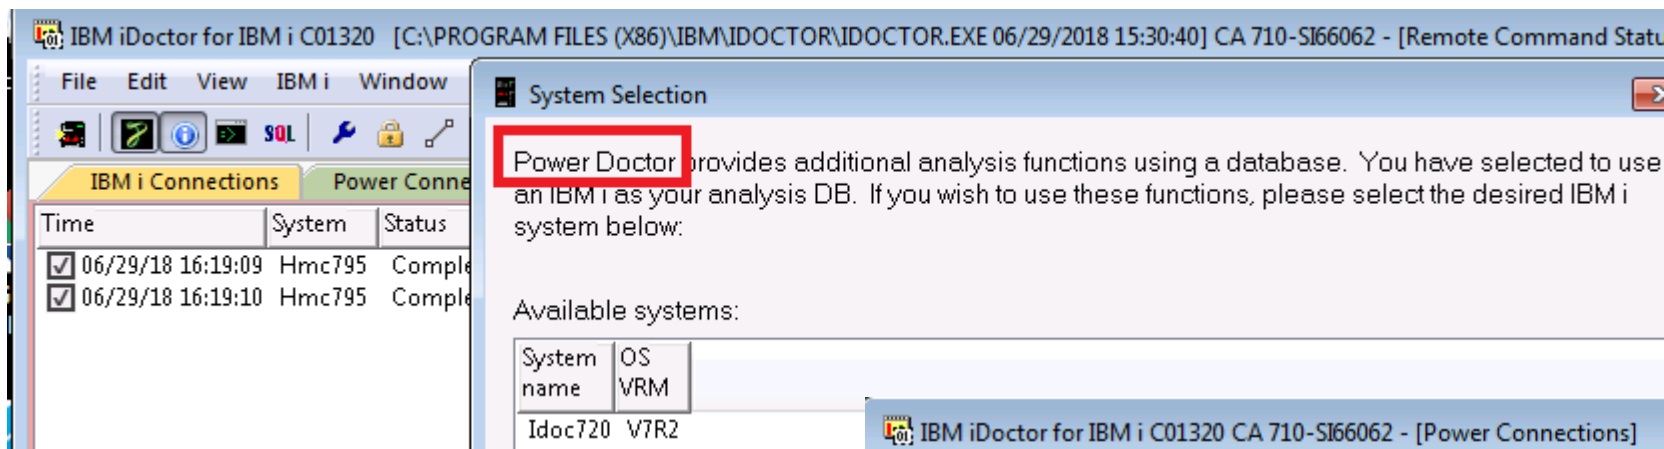 IBM iDoctor for IBM i C01320 [C:\PROGRAM FILES (X86)\IBM\IDOCTOR\IDOCTOR.EXE 06/29/2018 15:30:40] CA 710-SI66062 - [Remote Command Statu
File Edit View IBM i Window
System Selection
SQL
IBM i Connections Power Conne
Power Doctor provides additional analysis functions using a database. You have selected to use
an IBM i as your analysis DB. If you wish to use these functions, please select the desired IBM i
system below:
Time System Status
06/29/18 16:19:09 Hmc795 Comple
06/29/18 16:19:10 Hmc795 Comple
Available systems:
System name OS VRM
Idoc720 V7R2
IBM iDoctor for IBM i C01320 CA 710-SI66062 - [Power Connections]